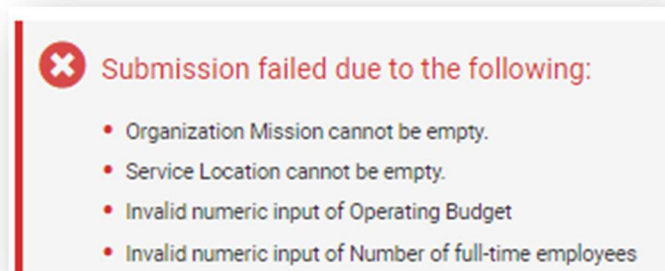 Submission failed due to the following:
Organization Mission cannot be empty.
Service Location cannot be empty.
Invalid numeric input of Operating Budget
Invalid numeric input of Number of full-time employees